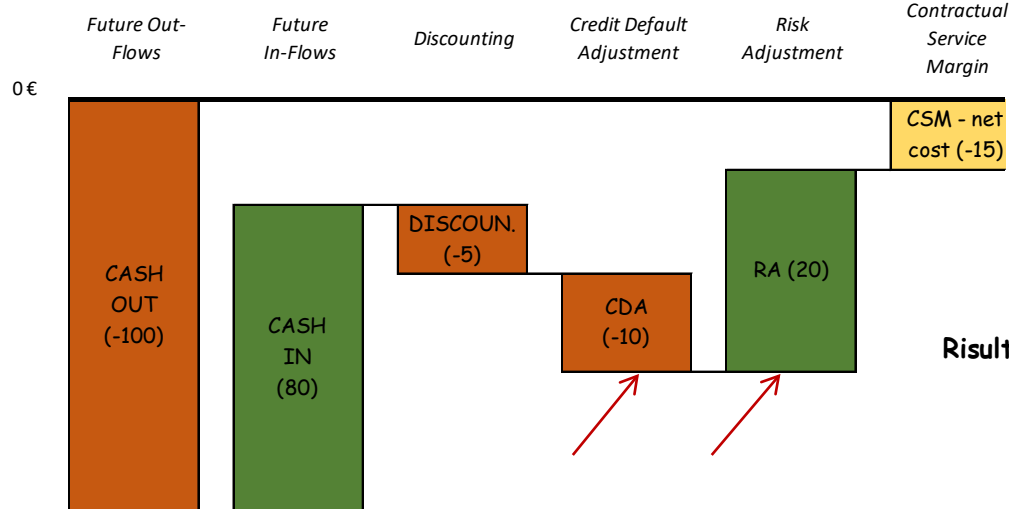 Future Out-
Flows
Future
In-Flows
Discounting
Credit Default
Adjustment
Risk
Adjustment
Contractual
Service
Margin
0 €
CASH
OUT
(-100)
CASH
IN
(80)
DISCOUN.
(-5)
CDA
(-10)
RA (20)
CSM - net
cost (-15)
Risult